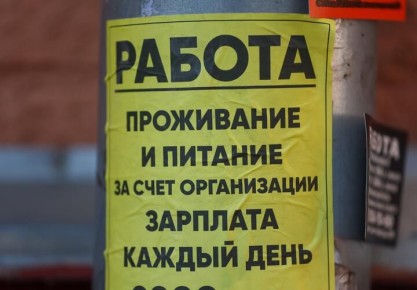 РАБОТА
ПРОЖИВАНИЕ
И ПИТАНИЕ
ЗА СЧЕТ ОРГАНИЗАЦИИ
ЗАРПЛАТА
КАЖДЫЙ ДЕНЬ